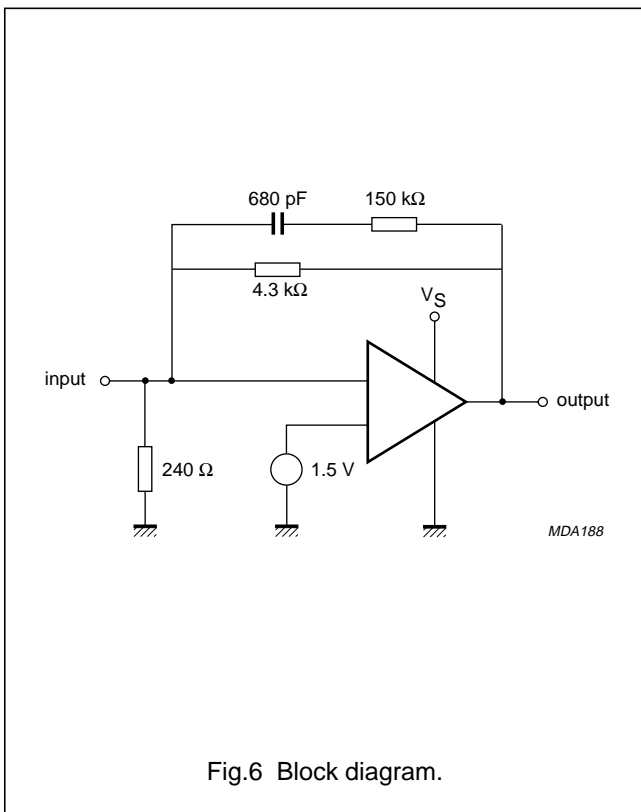 680 pF 150 kΩ
4.3 kΩ
VS
input
output
240 Ω
1.5 V
MDA188
Fig.6 Block diagram.